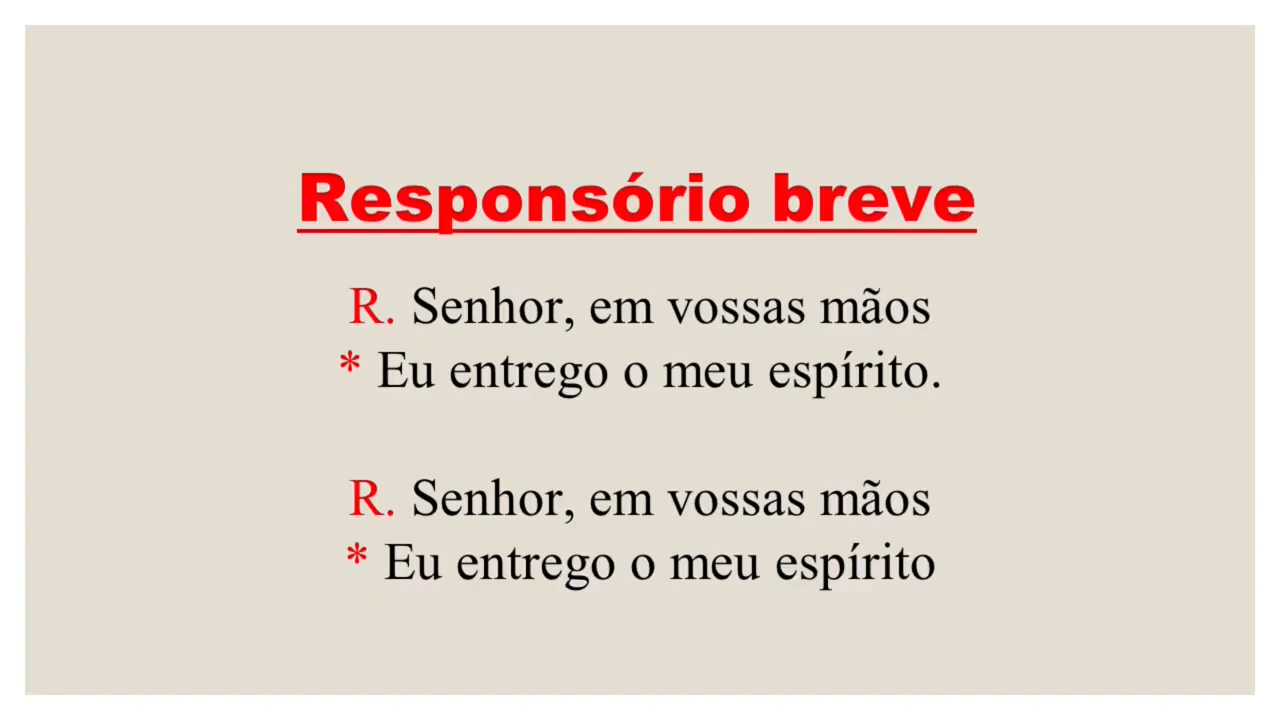 Responsório breve
R. Senhor, em vossas mãos
* Eu entrego o meu espírito.
R. Senhor, em vossas mãos
* Eu entrego o meu espírito